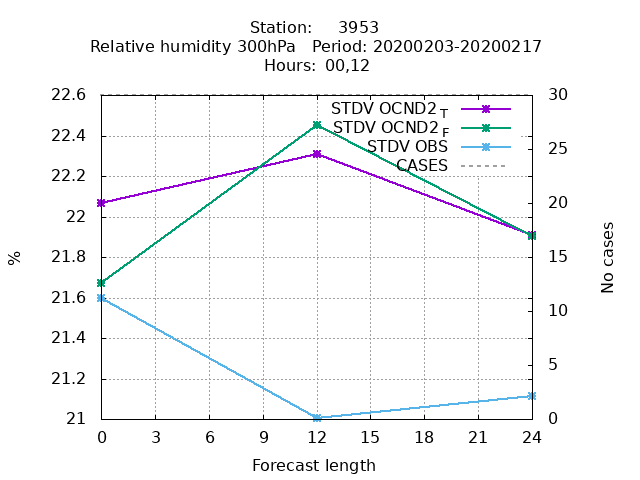 Station: 3953
Relative humidity 300hPa Period: 20200203-20200217
Hours: 00,12
22.6
22.4
22.2
22
21.8
21.6
21.4
21.2
21
%
STDV OCND2 T
STDV OCND2 F
STDV OBS
CASES
30
25
20
15
10
5
0
No cases
0 3 6 9 12 15 18 21 24
Forecast length